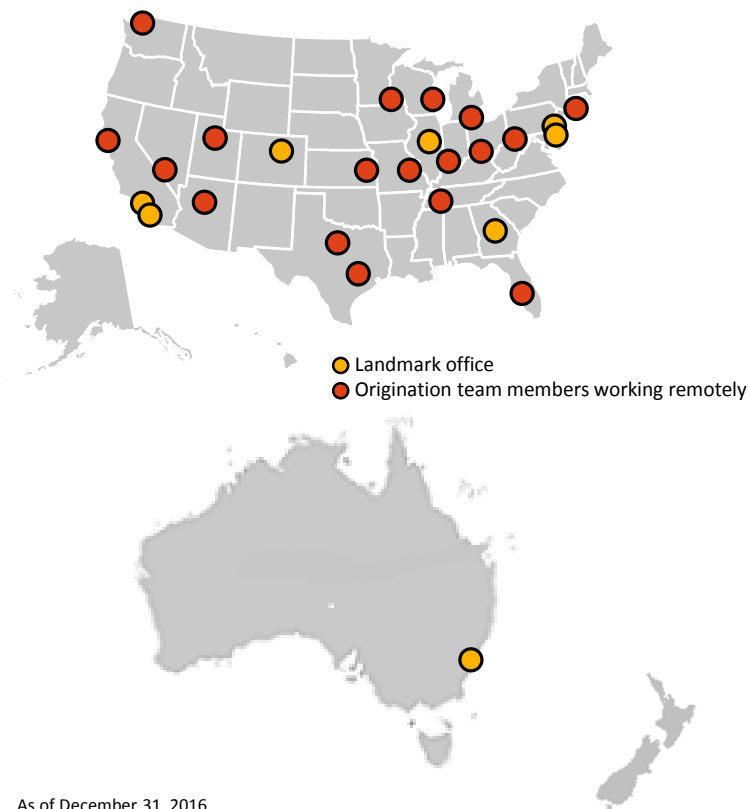 Landmark office
Origination team members working remotely
As of December 31, 2016